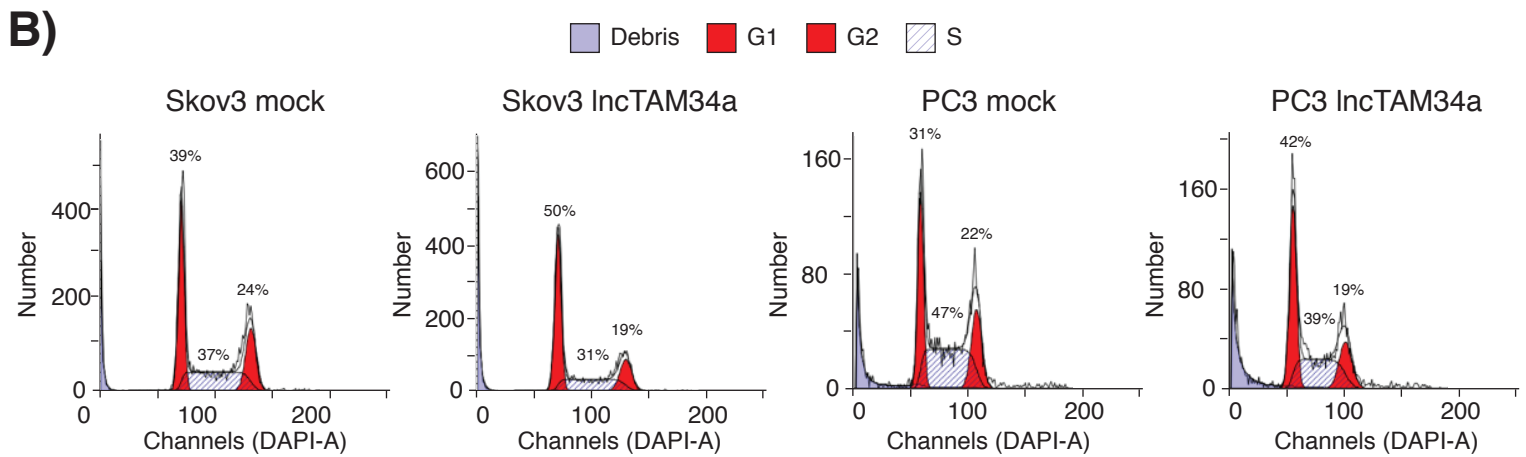 B)
Debris G1 G2 S
Skov3 mock
Number
400
200
0
39%
37%
24%
0 100 200
Channels (DAPI-A)
Skov3 lncTAM34a
Number
600
400
200
0
50%
31%
19%
0 100 200
Channels (DAPI-A)
PC3 mock
Number
160
80
0
31%
47%
22%
0 100 200
Channels (DAPI-A)
PC3 lncTAM34a
Number
160
80
0
42%
39%
19%
0 100 200
Channels (DAPI-A)